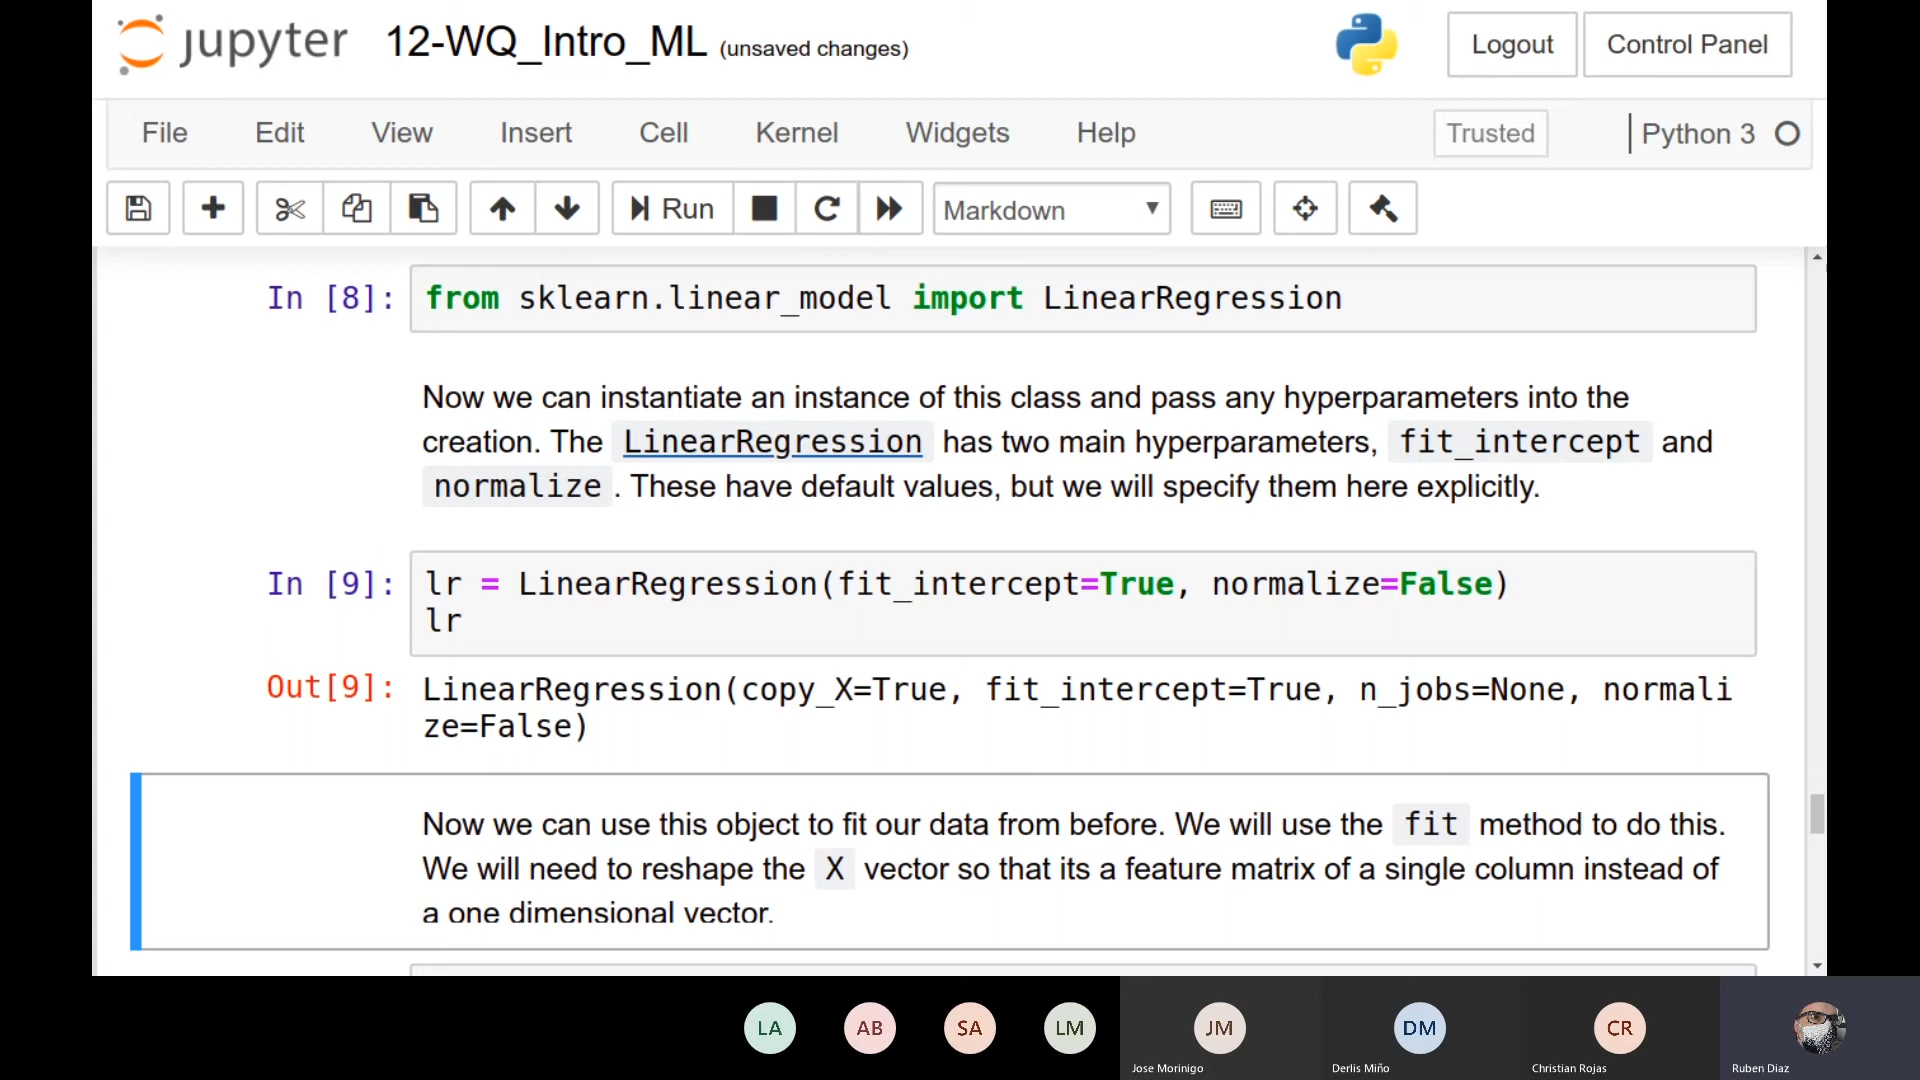 jupyter 12-WQ_Intro_ML (unsaved changes) Logout Control Panel
File Edit View Insert Cell Kernel Widgets Help Trusted Python 3
Run Markdown
In [8]: from sklearn.linear_model import LinearRegression
Now we can instantiate an instance of this class and pass any hyperparameters into the
creation. The LinearRegression has two main hyperparameters, fit_intercept and
normalize . These have default values, but we will specify them here explicitly.
In [9]: lr = LinearRegression(fit_intercept=True, normalize=False)
lr
Out[9]: LinearRegression(copy_X=True, fit_intercept=True, n_jobs=None, normali
ze=False)
Now we can use this object to fit our data from before. We will use the fit method to do this.
We will need to reshape the X vector so that its a feature matrix of a single column instead of
a one dimensional vector.
LA AB SA LM JM DM CR
Jose Morinigo Derlis Miño Christian Rojas Ruben Diaz